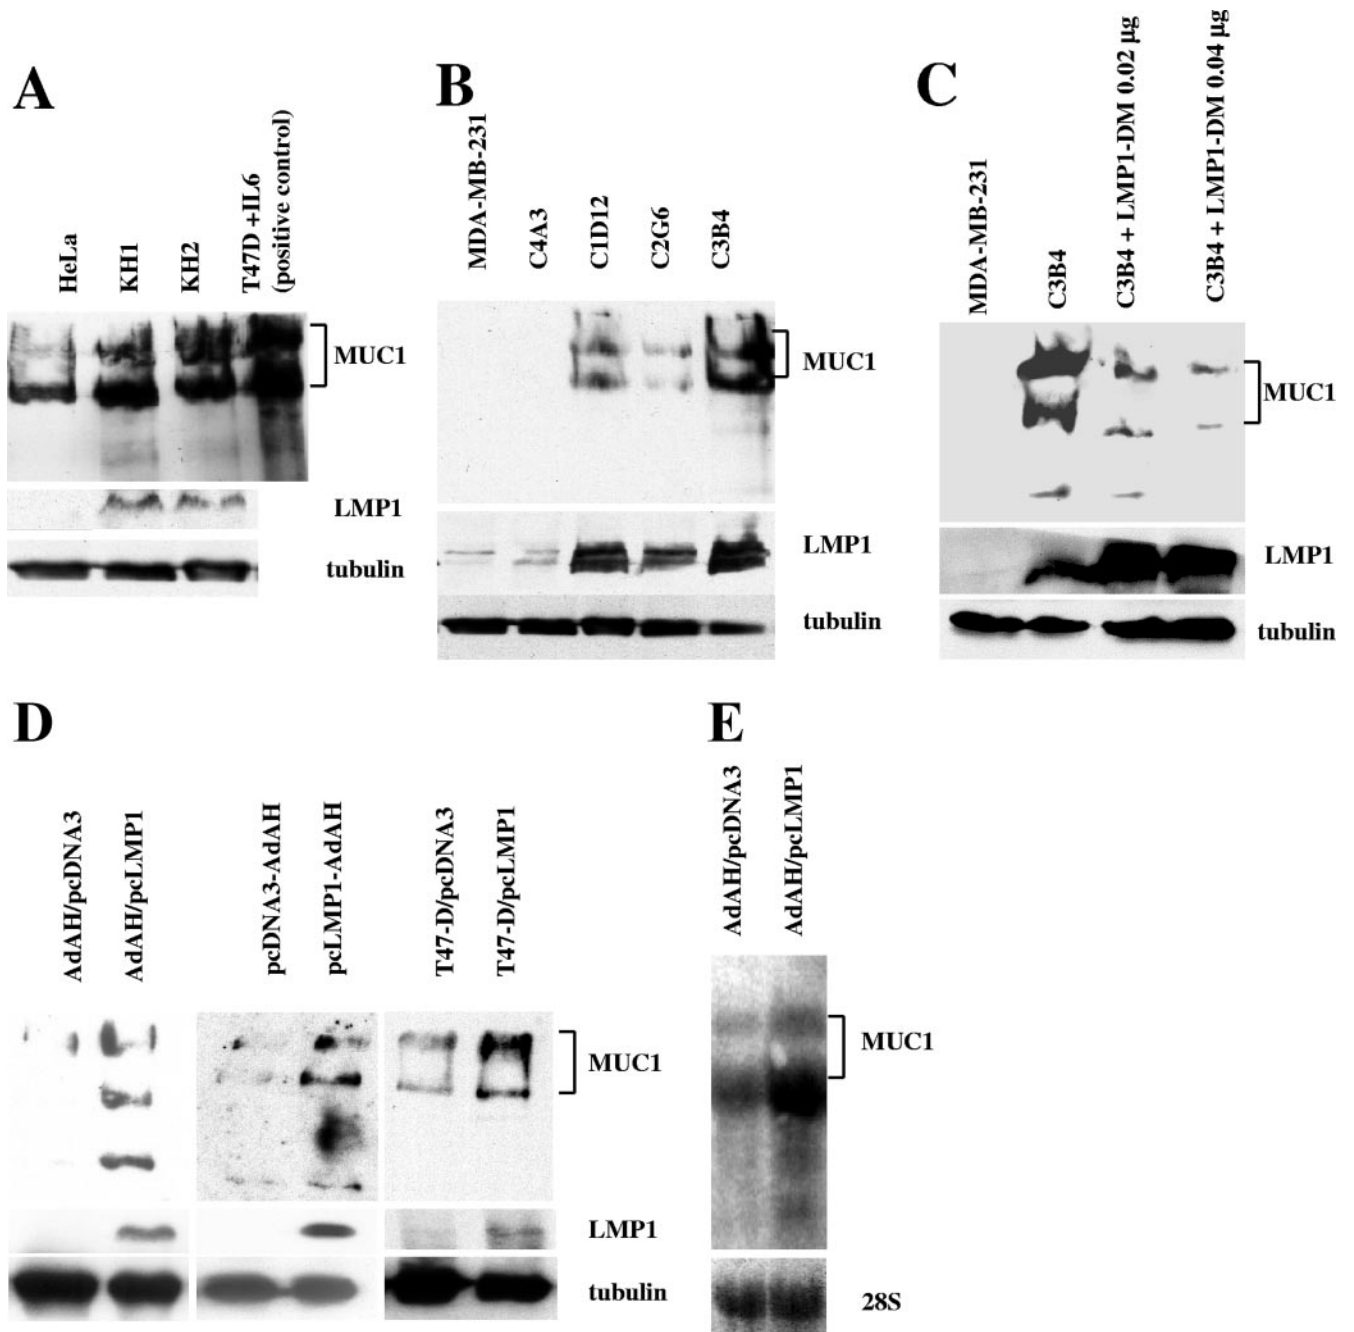 A
HeLa
KH1
KH2
T47D +IL6
(positive control)
MUC1
LMP1
tubulin
B
MDA-MB-231
C4A3
C1D12
C2G6
C3B4
MUC1
LMP1
tubulin
C
MDA-MB-231
C3B4
C3B4 + LMP1-DM 0.02 µg
C3B4 + LMP1-DM 0.04 µg
MUC1
LMP1
tubulin
D
AdAH/pcDNA3
AdAH/pcLMP1
pcDNA3-AdAH
pcLMP1-AdAH
T47-D/pcDNA3
T47-D/pcLMP1
MUC1
LMP1
tubulin
E
AdAH/pcDNA3
AdAH/pcLMP1
MUC1
28S